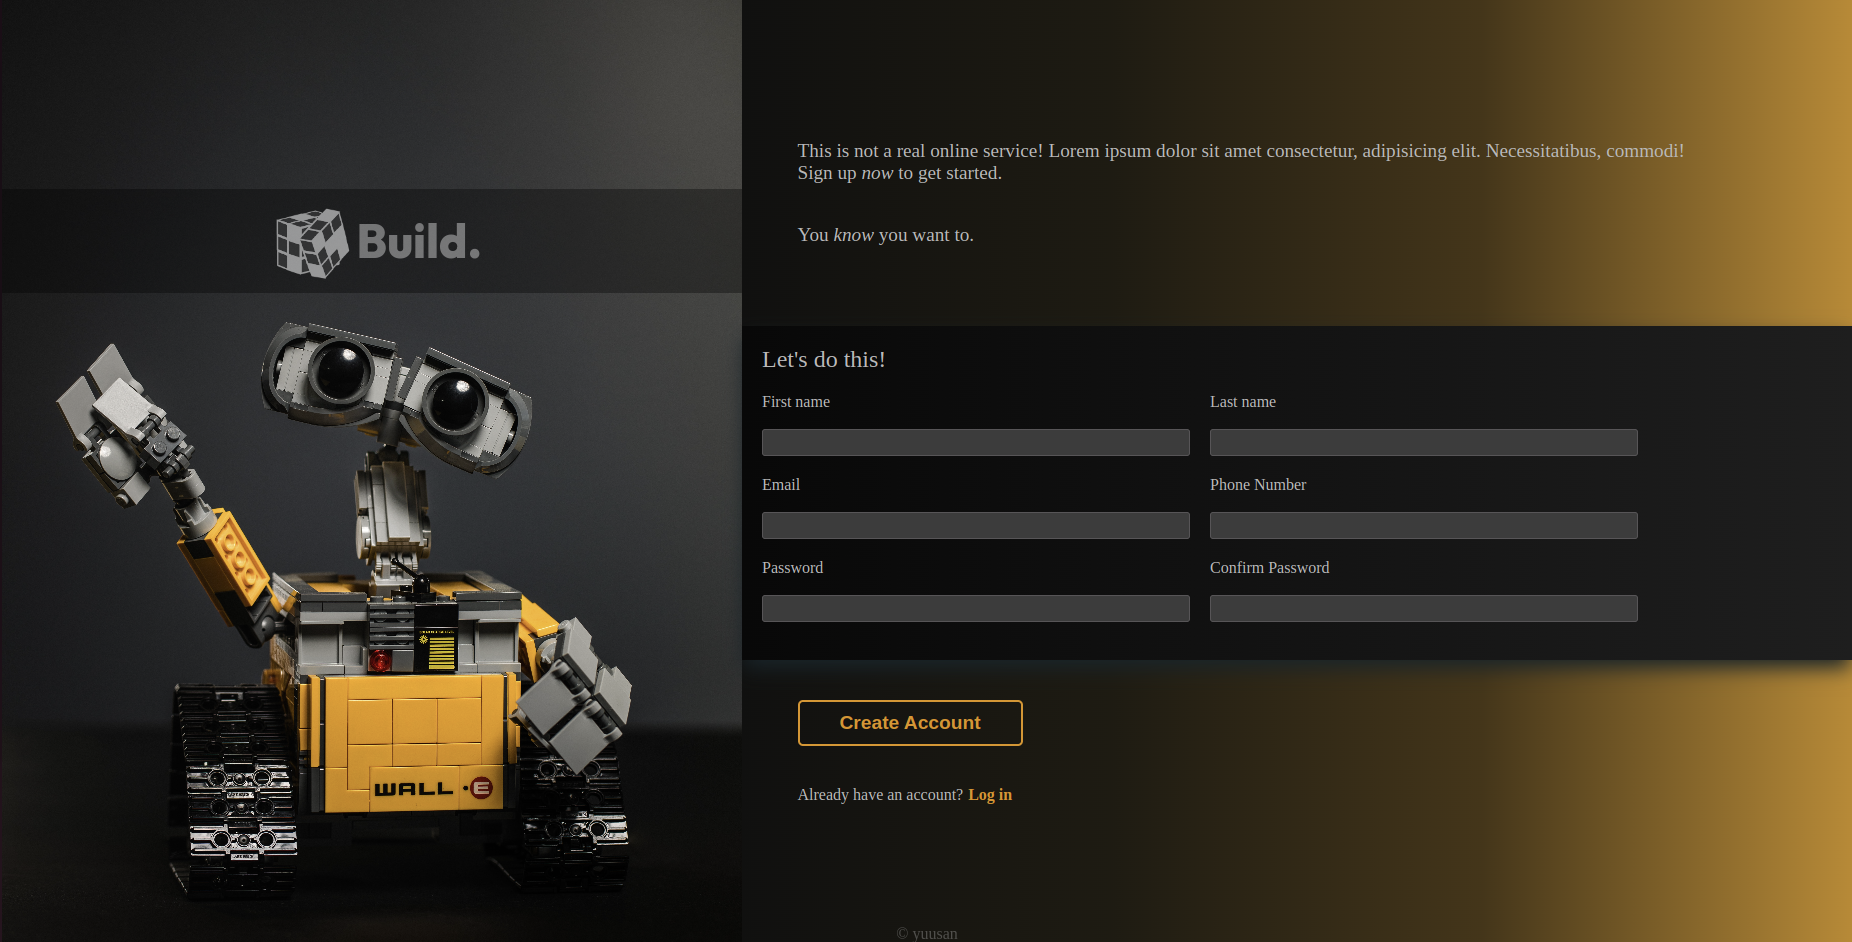 Build.
WALL·E
This is not a real online service! Lorem ipsum dolor sit amet consectetur, adipisicing elit. Necessitatibus, commodi!
Sign up now to get started.
You know you want to.
Let's do this!
First name
Last name
Email
Phone Number
Password
Confirm Password
Create Account
Already have an account? Log in
© yuusan